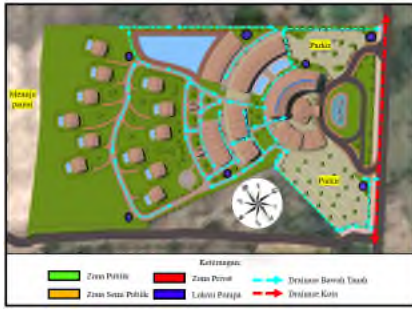 Parkir
Menuju
pantai
Parkir
Keterangan:
Zona Publik
Zona Privat
Drainase Bawah Tanah
Zona Semi Publik
Lokasi Pompa
Drainase Kota